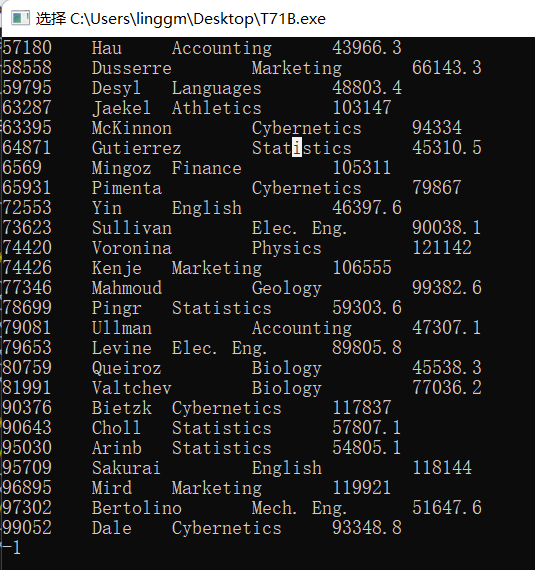 选择 C:\Users\linggm\Desktop\T71B.exe
57180 Hau Accounting 43966.3
58558 Dusserre Marketing 66143.3
59795 Desyl Languages 48803.4
63287 Jaekel Athletics 103147
63395 McKinnon Cybernetics 94334
64871 Gutierrez Statistics 45310.5
6569 Mingoz Finance 105311
65931 Pimenta Cybernetics 79867
72553 Yin English 46397.6
73623 Sullivan Elec. Eng. 90038.1
74420 Voronina Physics 121142
74426 Kenje Marketing 106555
77346 Mahmoud Geology 99382.6
78699 Pingr Statistics 59303.6
79081 Ullman Accounting 47307.1
79653 Levine Elec. Eng. 89805.8
80759 Queiroz Biology 45538.3
81991 Valtchev Biology 77036.2
90376 Bietzk Cybernetics 117837
90643 Choll Statistics 57807.1
95030 Arinb Statistics 54805.1
95709 Sakurai English 118144
96895 Mird Marketing 119921
97302 Bertolino Mech. Eng. 51647.6
99052 Dale Cybernetics 93348.8
-1